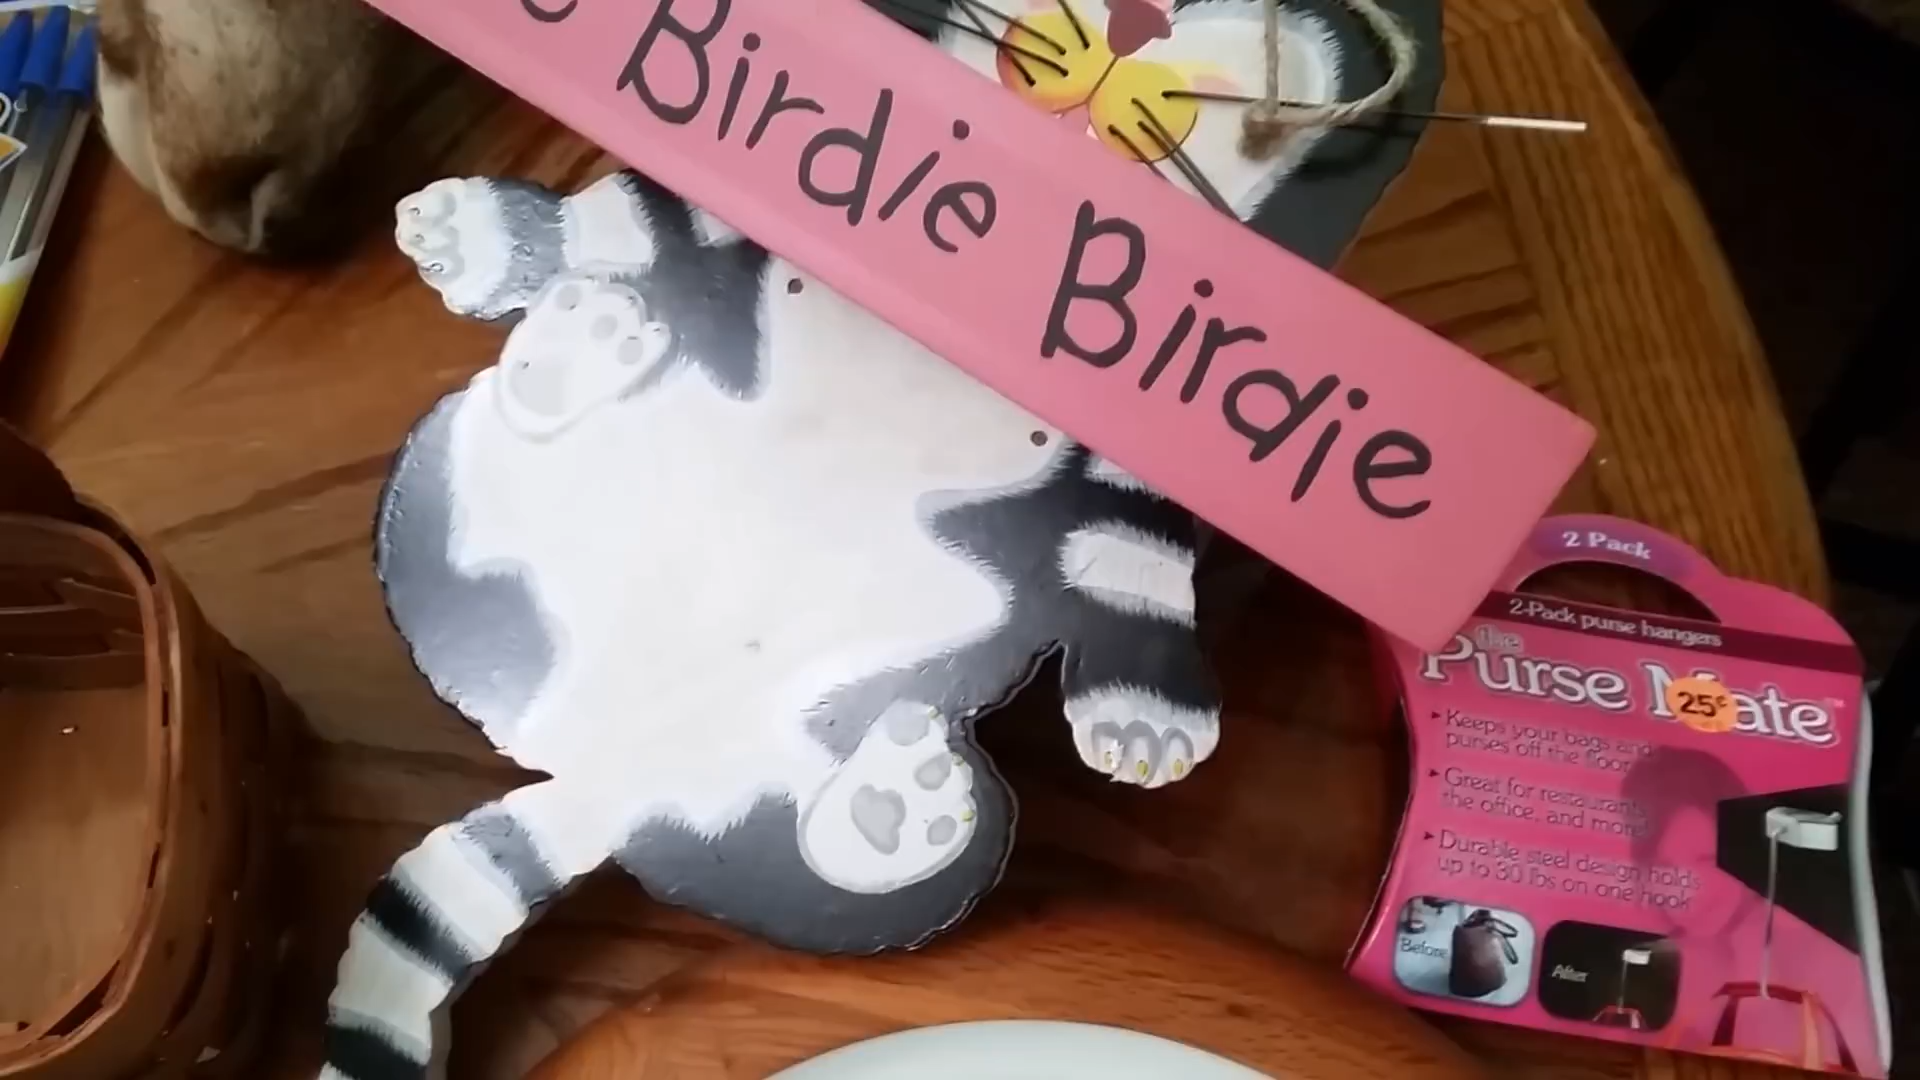 e Birdie Birdie
2 Pack
2-Pack purse hangers
the
Purse Mate™
25¢
▸ Keeps your bags and
purses off the floor
▸ Great for restaurants,
the office, and more!
▸ Durable steel design holds
up to 30 lbs on one hook
Before
After